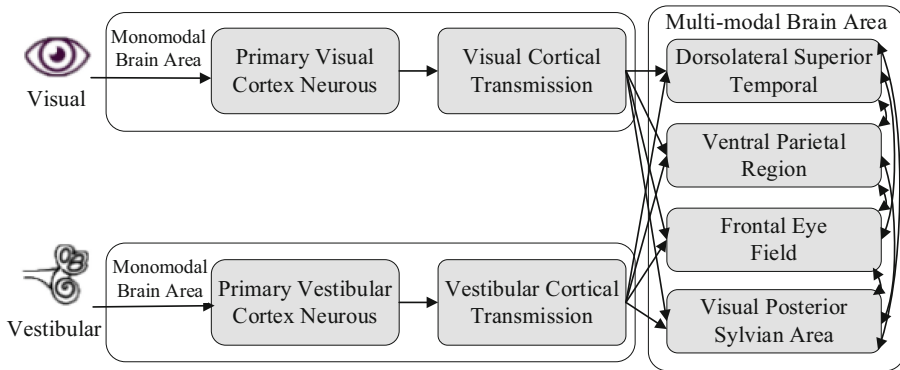 Visual
Monomodal
Brain Area
Primary Visual
Cortex Neurous
Visual Cortical
Transmission
Vestibular
Monomodal
Brain Area
Primary Vestibular
Cortex Neurous
Vestibular Cortical
Transmission
Multi-modal Brain Area
Dorsolateral Superior
Temporal
Ventral Parietal
Region
Frontal Eye
Field
Visual Posterior
Sylvian Area